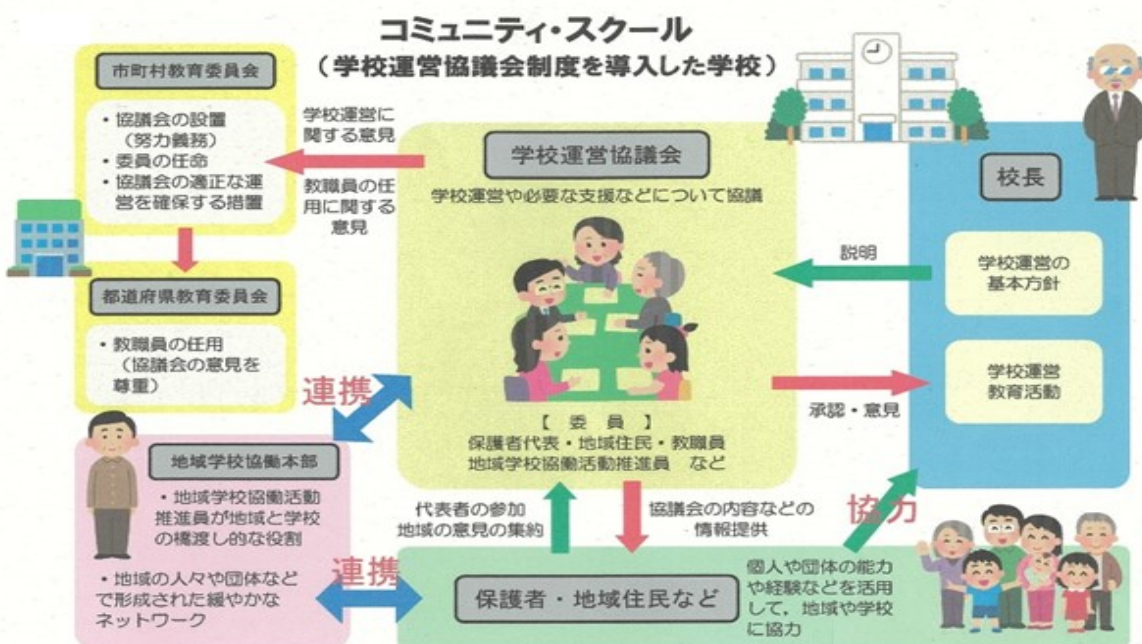 コミュニティ・スクール
（学校運営協議会制度を導入した学校）
市町村教育委員会
・協議会の設置
（努力義務）
・委員の任命
・協議会の適正な運
営を確保する措置
学校運営に
関する意見
教職員の任
用に関する
意見
都道府県教育委員会
・教職員の任用
（協議会の意見を
尊重）
学校運営協議会
学校運営や必要な支援などについて協議
【 委 員 】
保護者代表・地域住民・教職員
地域学校協働活動推進員 など
校長
学校運営の
基本方針
学校運営
教育活動
説明
承認・意見
連携
地域学校協働本部
・地域学校協働活動
推進員が地域と学校
の橋渡し的な役割
・地域の人々や団体など
で形成された緩やかな
ネットワーク
代表者の参加
地域の意見の集約
協議会の内容などの
情報提供
協力
連携
保護者・地域住民など
個人や団体の能力
や経験などを活用
して，地域や学校
に協力